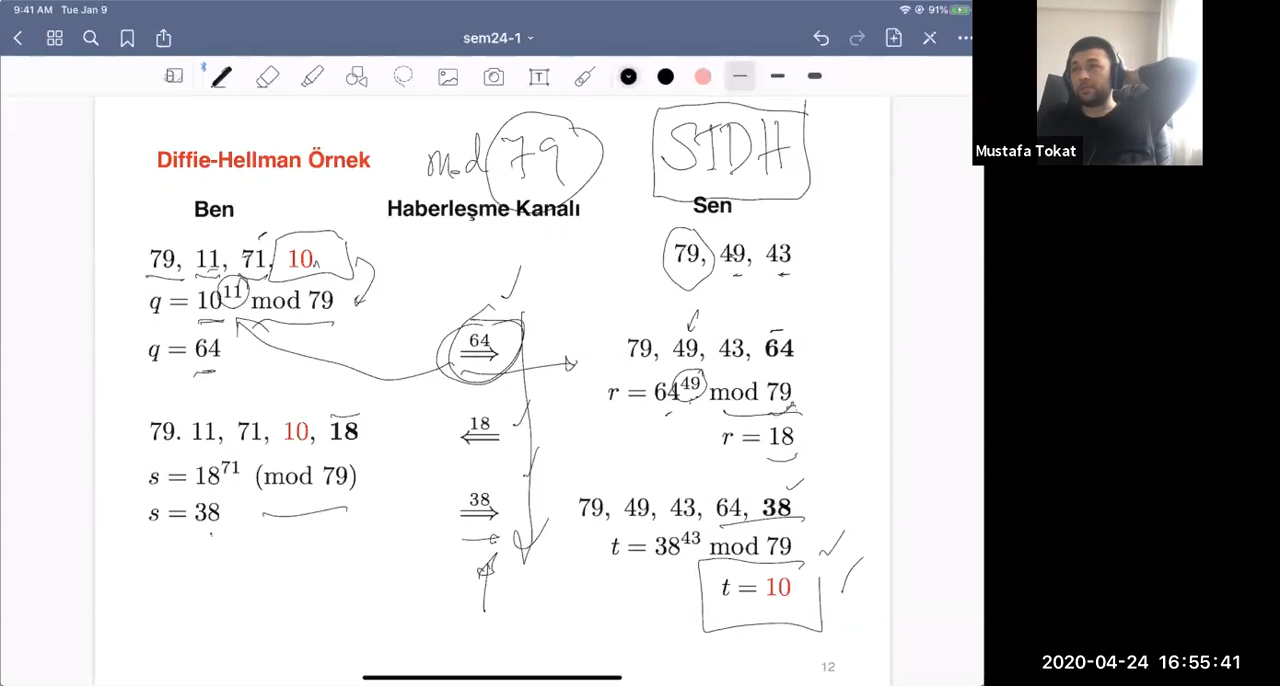 9:41 AM Tue Jan 9
91%
sem24-1
Mustafa Tokat
mod 79
SIDH
Diffie-Hellman Örnek
Ben
Haberleşme Kanalı
Sen
79, 11, 71, 10
79, 49, 43
q = 10^11 mod 79
q = 64
64
⇒
79, 49, 43, 64
r = 64^49 mod 79
r = 18
79. 11, 71, 10, 18
18
⇐
s = 18^71 (mod 79)
s = 38
38
⇒
79, 49, 43, 64, 38
t = 38^43 mod 79
t = 10
12
2020-04-24 16:55:41